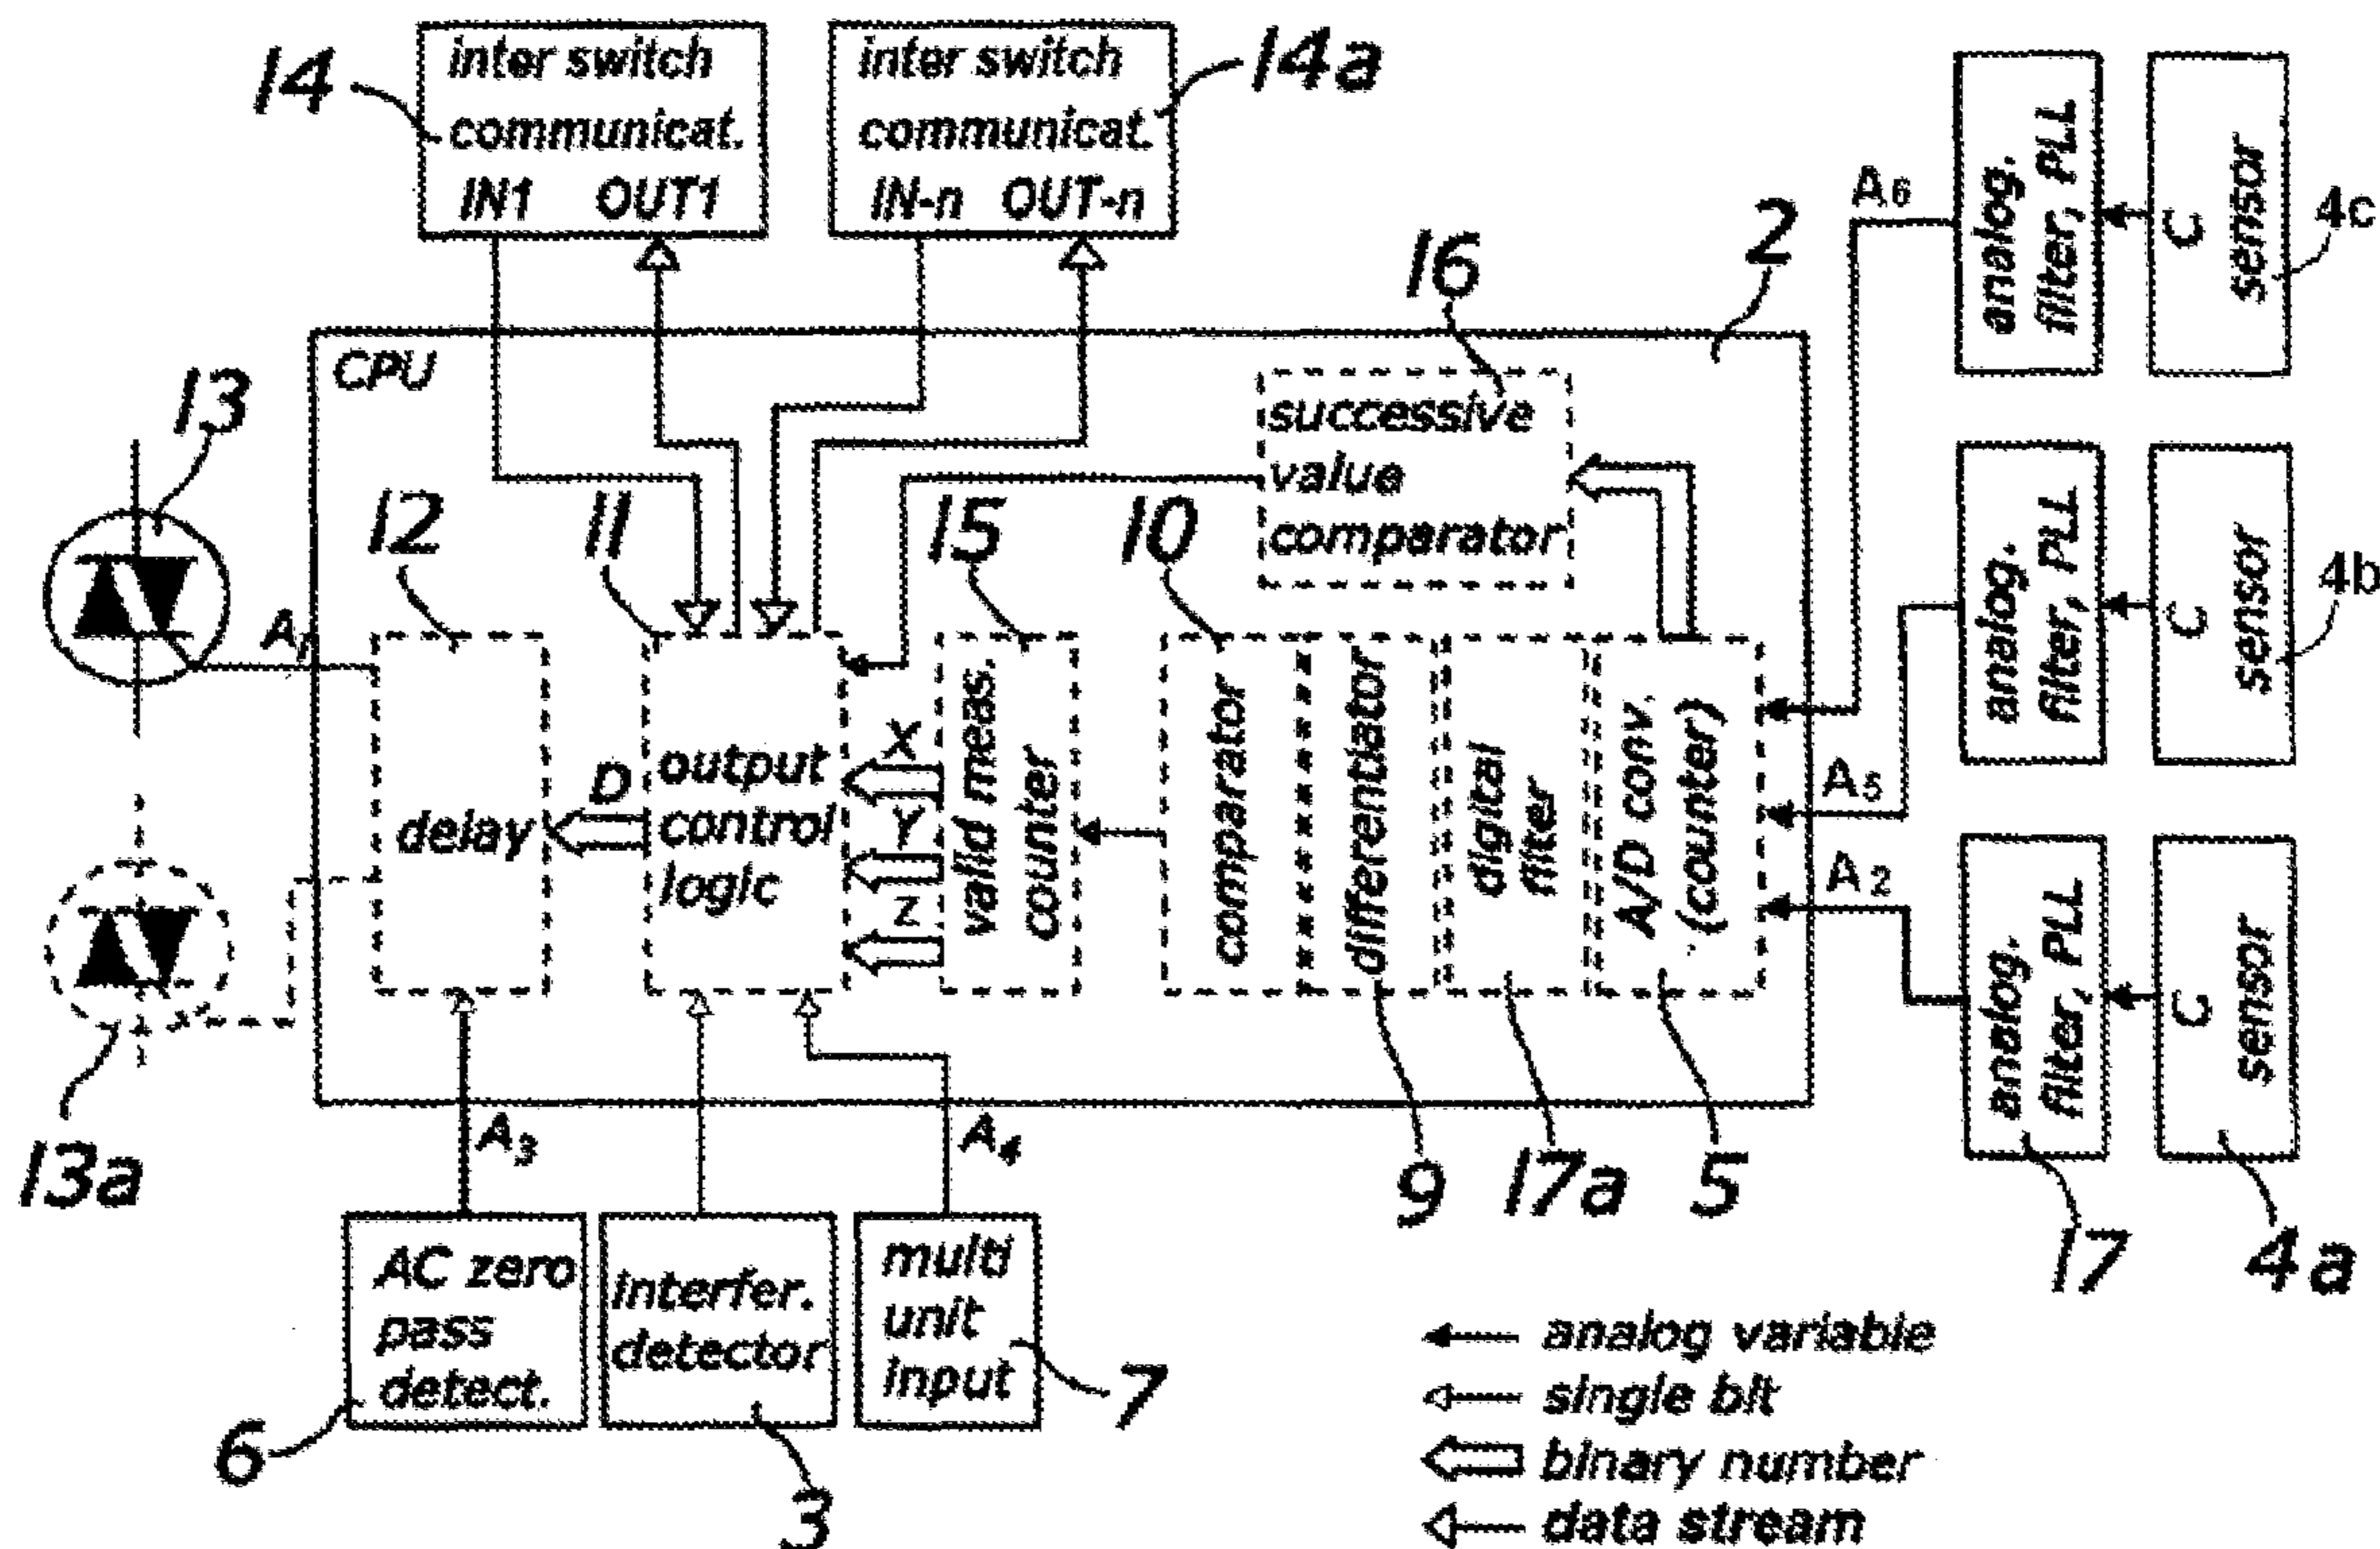 14
inter switch
communicat.
IN1 OUT1
inter switch
communicat.
IN-n OUT-n
14a
analog.
filter, PLL
C
sensor
4c
A6
2
16
CPU
successive
value
comparator
13
12
11
15
10
analog.
filter, PLL
C
sensor
4b
A1
delay
D
output
control
logic
X
Y
Z
valid meas.
counter
comparator
differentiator
digital
filter
A/D conv.
(counter)
A5
A2
analog.
filter, PLL
C
sensor
13a
A3
A4
9
17a
5
17
4a
AC zero
pass
detect.
interfer.
detector
multi
unit
input
6
3
7
analog variable
single bit
binary number
data stream